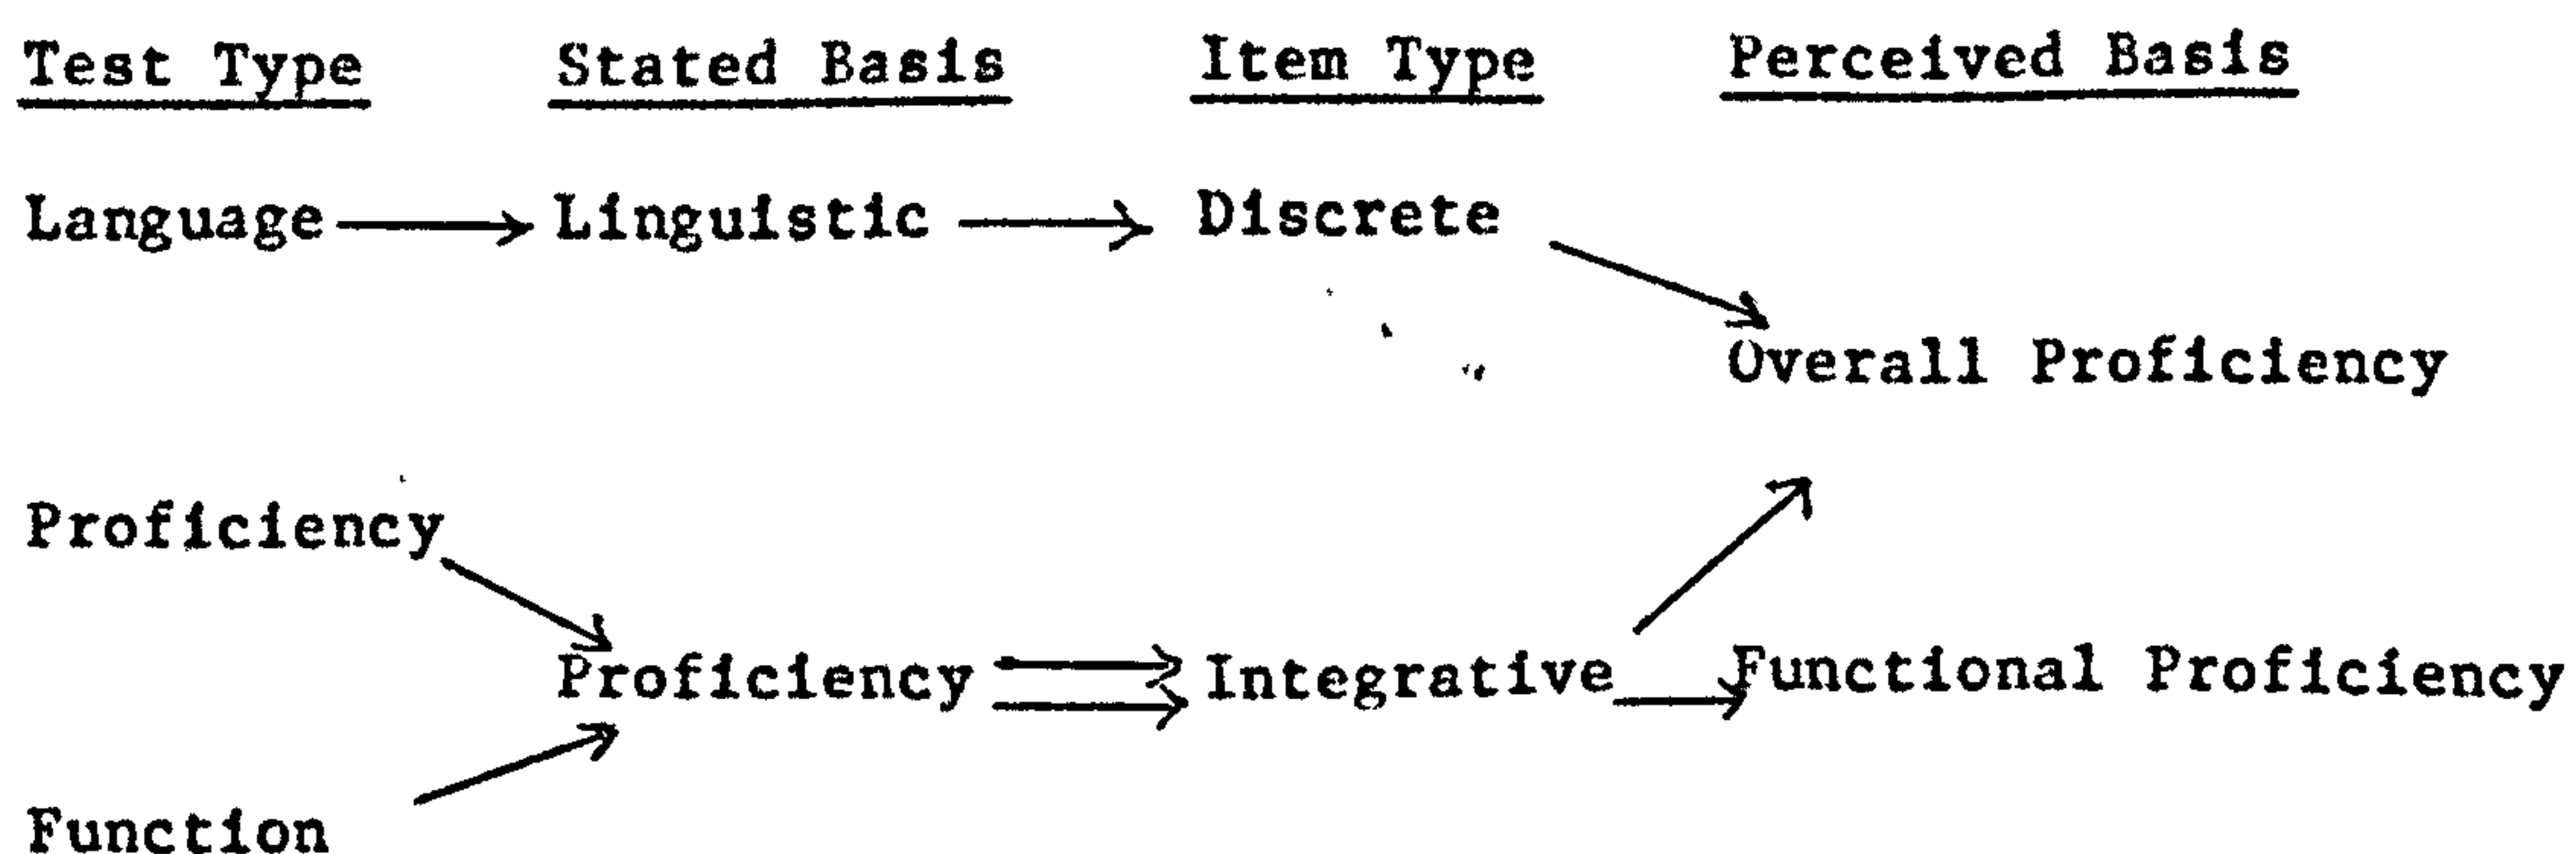 Test Type Stated Basis Item Type Perceived Basis
Language Linguistic Discrete
Overall Proficiency
Proficiency
Proficiency Integrative Functional Proficiency
Function